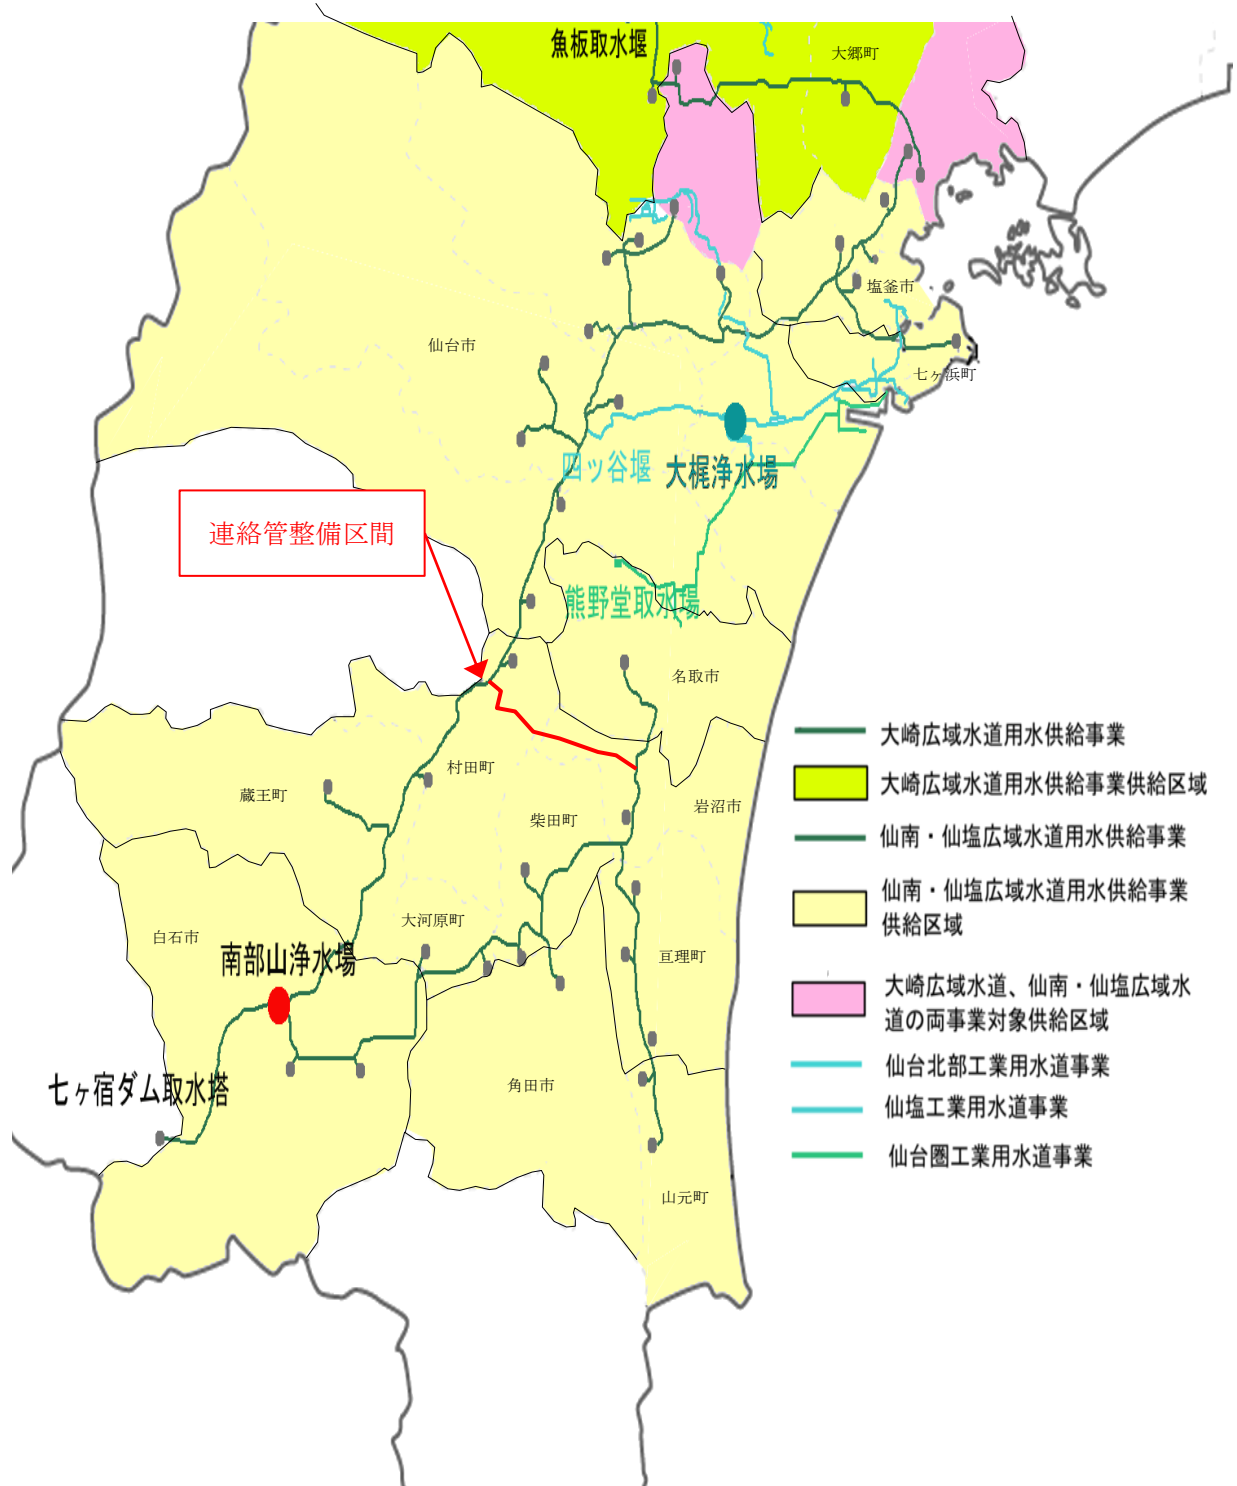 魚板取水堰
大郷町
塩釜市
仙台市
七ヶ浜町
四ッ谷堰
大梶浄水場
連絡管整備区間
熊野堂取水場
名取市
村田町
蔵王町
岩沼市
柴田町
大河原町
白石市
南部山浄水場
亘理町
七ヶ宿ダム取水塔
角田市
山元町
大崎広域水道用水供給事業
大崎広域水道用水供給事業供給区域
仙南・仙塩広域水道用水供給事業
仙南・仙塩広域水道用水供給事業
供給区域
大崎広域水道、仙南・仙塩広域水
道の両事業対象供給区域
仙台北部工業用水道事業
仙塩工業用水道事業
仙台圏工業用水道事業